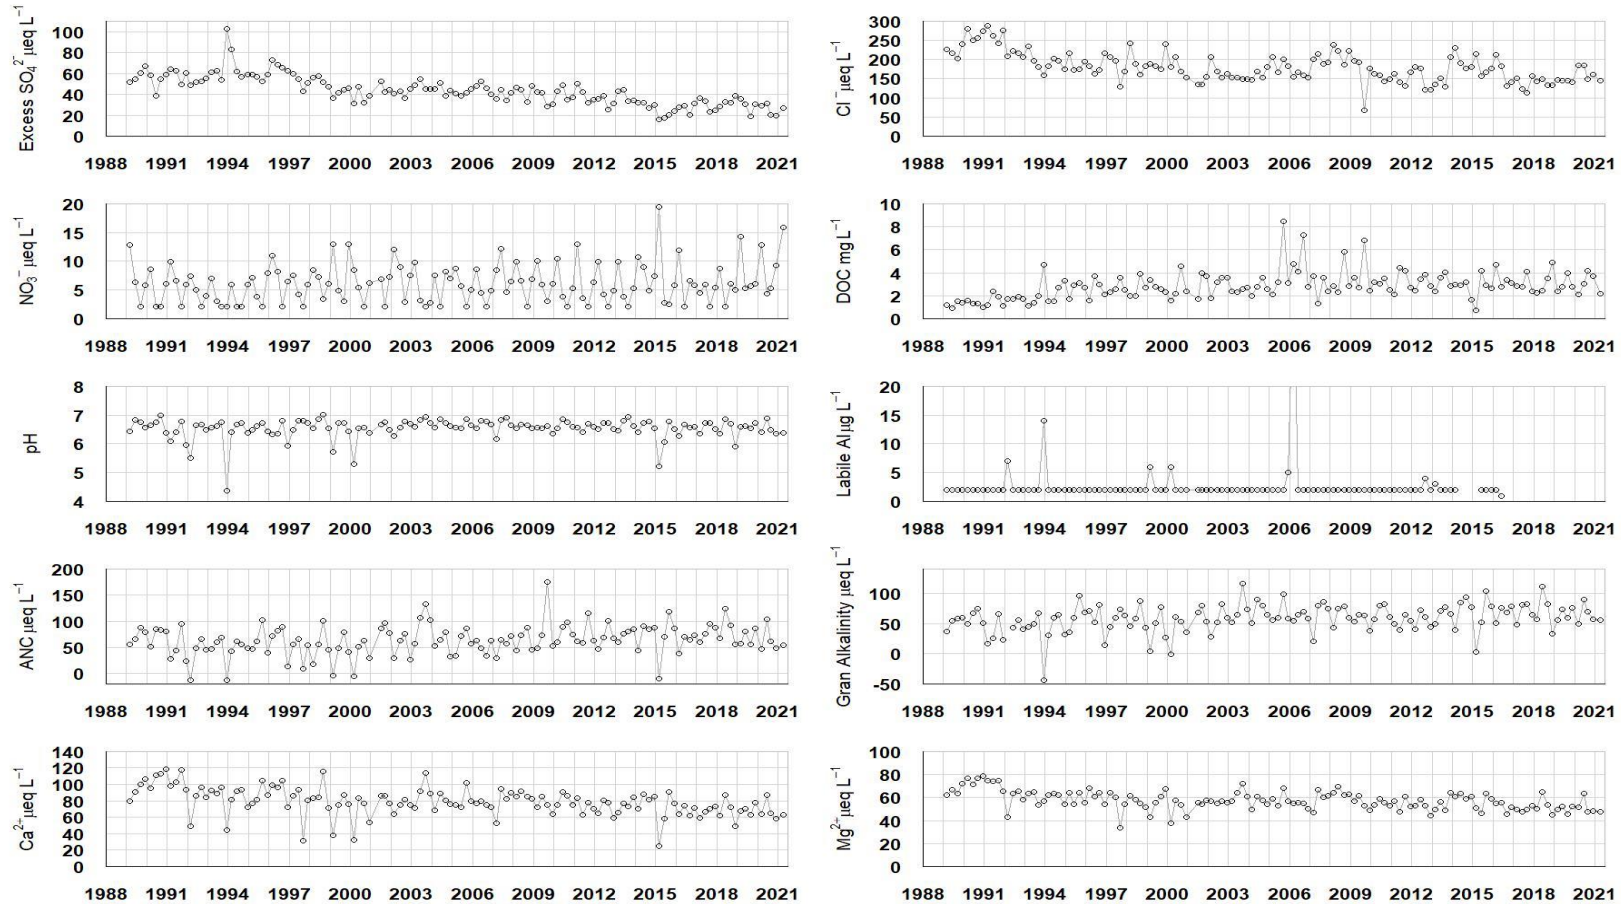 Excess SO₄²⁻ µeq L⁻¹
100
80
60
40
20
0
1988 1991 1994 1997 2000 2003 2006 2009 2012 2015 2018 2021
Cl⁻ µeq L⁻¹
300
250
200
150
100
50
0
1988 1991 1994 1997 2000 2003 2006 2009 2012 2015 2018 2021
NO₃⁻ µeq L⁻¹
20
15
10
5
0
1988 1991 1994 1997 2000 2003 2006 2009 2012 2015 2018 2021
DOC mg L⁻¹
10
8
6
4
2
0
1988 1991 1994 1997 2000 2003 2006 2009 2012 2015 2018 2021
pH
8
7
6
5
4
1988 1991 1994 1997 2000 2003 2006 2009 2012 2015 2018 2021
Labile Alµg L⁻¹
20
15
10
5
0
1988 1991 1994 1997 2000 2003 2006 2009 2012 2015 2018 2021
ANC µeq L⁻¹
200
150
100
50
0
1988 1991 1994 1997 2000 2003 2006 2009 2012 2015 2018 2021
Gran Alkalinity µeq L⁻¹
100
50
0
-50
1988 1991 1994 1997 2000 2003 2006 2009 2012 2015 2018 2021
Ca²⁺ µeq L⁻¹
140
120
100
80
60
40
20
0
1988 1991 1994 1997 2000 2003 2006 2009 2012 2015 2018 2021
Mg²⁺ µeq L⁻¹
100
80
60
40
20
0
1988 1991 1994 1997 2000 2003 2006 2009 2012 2015 2018 2021